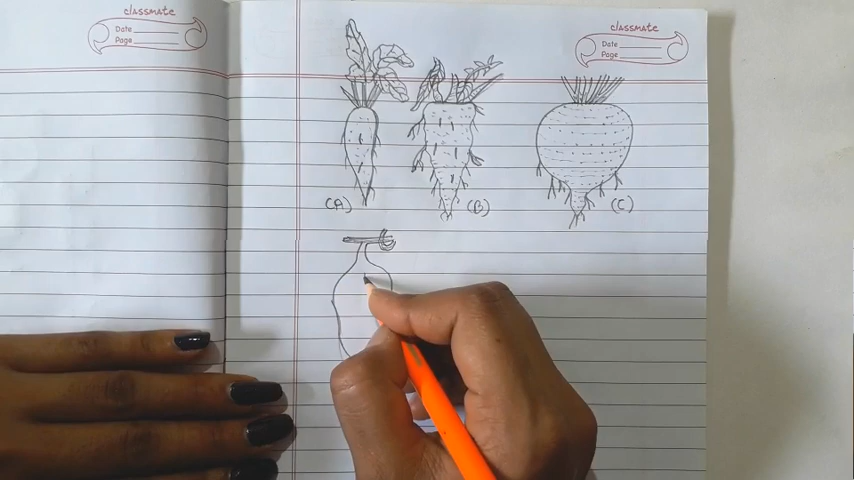 classmate
Date
Page
classmate
Date
Page
(A)
(B)
(C)